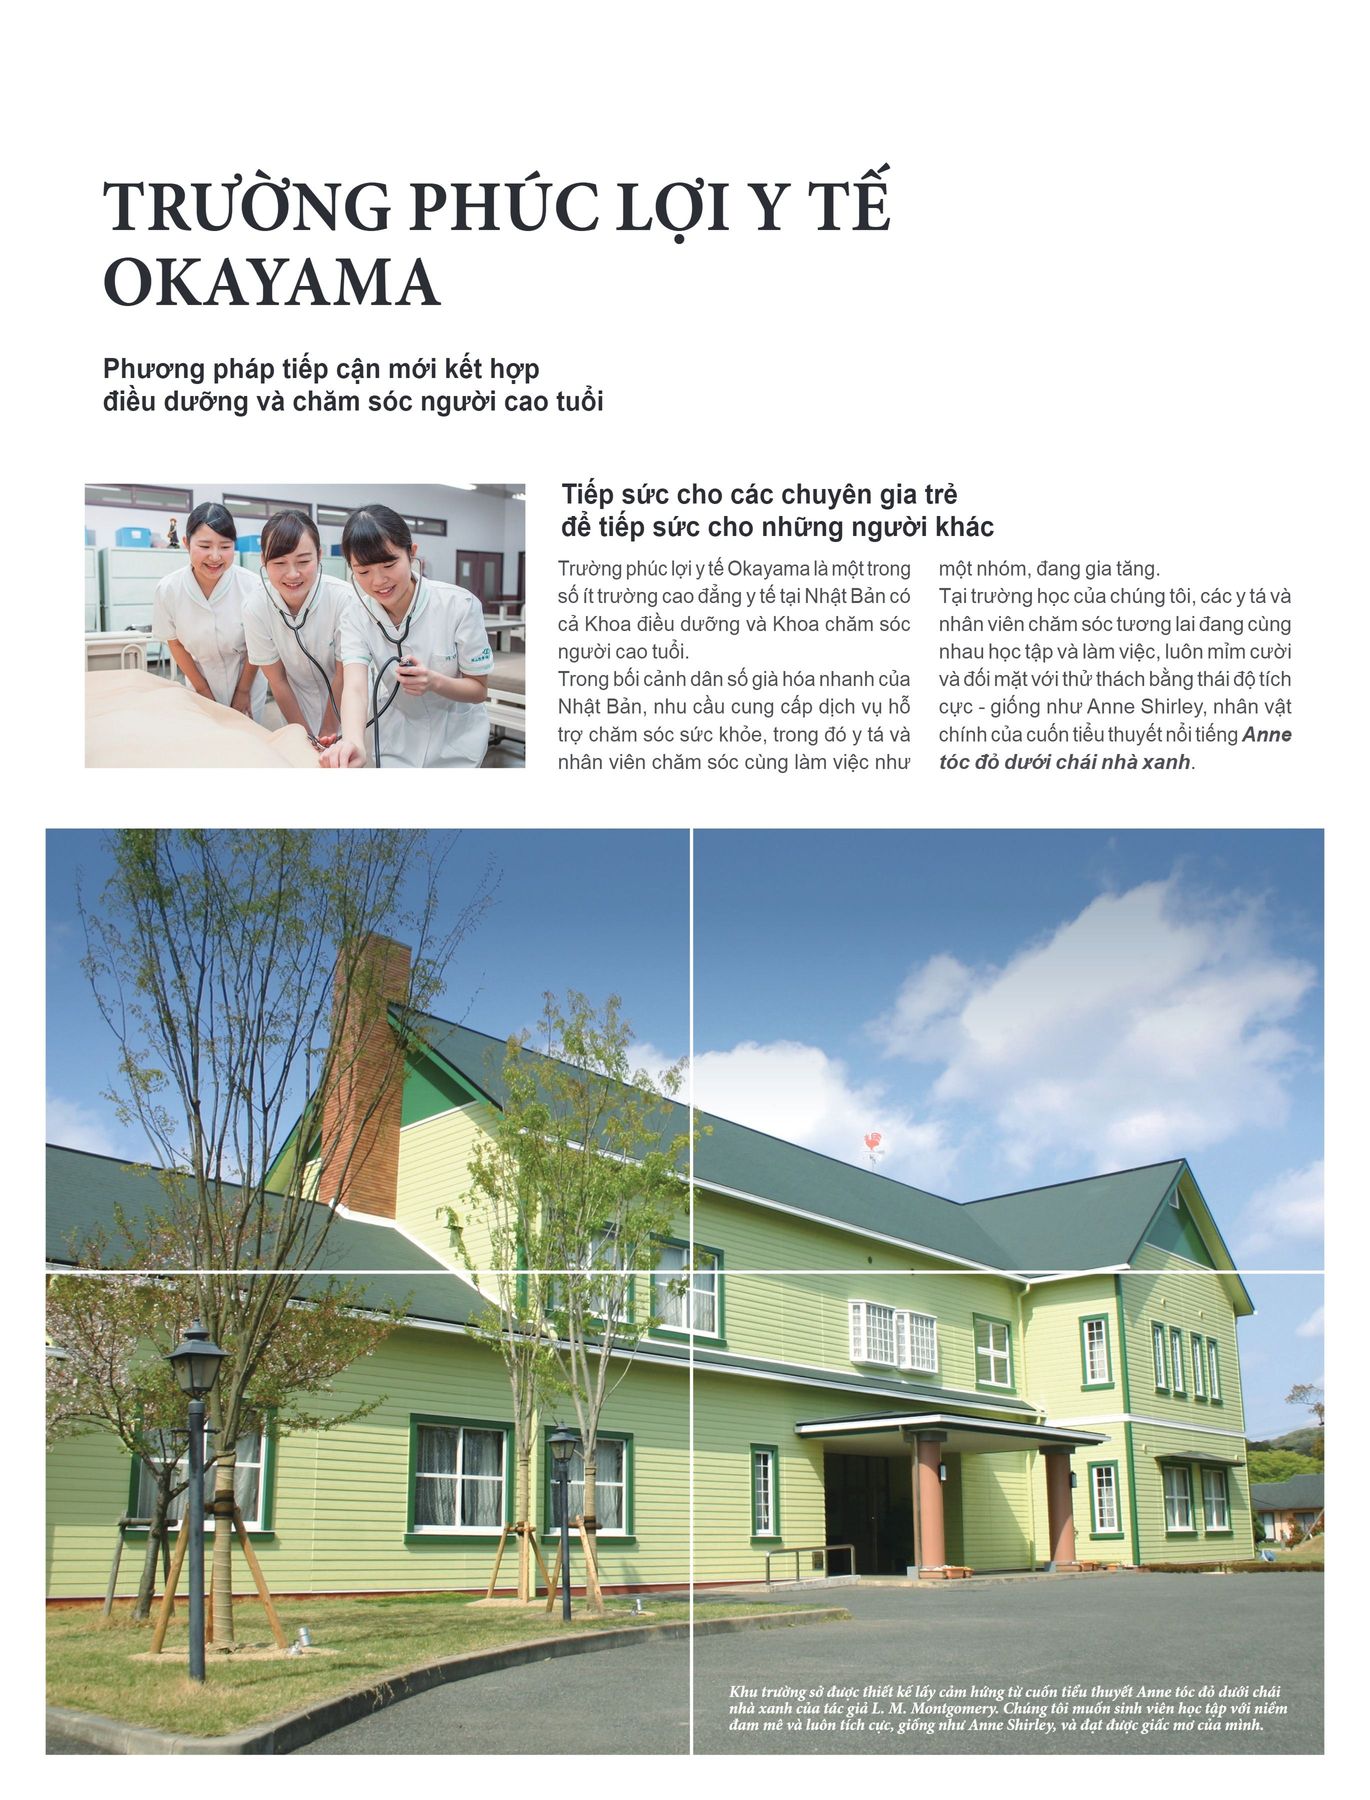 TRƯỜNG PHÚC LỢI Y TẾ
OKAYAMA
Phương pháp tiếp cận mới kết hợp
điều dưỡng và chăm sóc người cao tuổi
Tiếp sức cho các chuyên gia trẻ
để tiếp sức cho những người khác
Trường phúc lợi y tế Okayama là một trong
số ít trường cao đẳng y tế tại Nhật Bản có
cả Khoa điều dưỡng và Khoa chăm sóc
người cao tuổi.
Trong bối cảnh dân số già hóa nhanh của
Nhật Bản, nhu cầu cung cấp dịch vụ hỗ
trợ chăm sóc sức khỏe, trong đó y tá và
nhân viên chăm sóc cùng làm việc như
một nhóm, đang gia tăng.
Tại trường học của chúng tôi, các y tá và
nhân viên chăm sóc tương lai đang cùng
nhau học tập và làm việc, luôn mỉm cười
và đối mặt với thử thách bằng thái độ tích
cực - giống như Anne Shirley, nhân vật
chính của cuốn tiểu thuyết nổi tiếng Anne
tóc đỏ dưới chái nhà xanh.
Khu trường sở được thiết kế lấy cảm hứng từ cuốn tiểu thuyết Anne tóc đỏ dưới chái
nhà xanh của tác giả L. M. Montgomery. Chúng tôi muốn sinh viên học tập với niềm
đam mê và luôn tích cực, giống như Anne Shirley, và đạt được giấc mơ của mình.